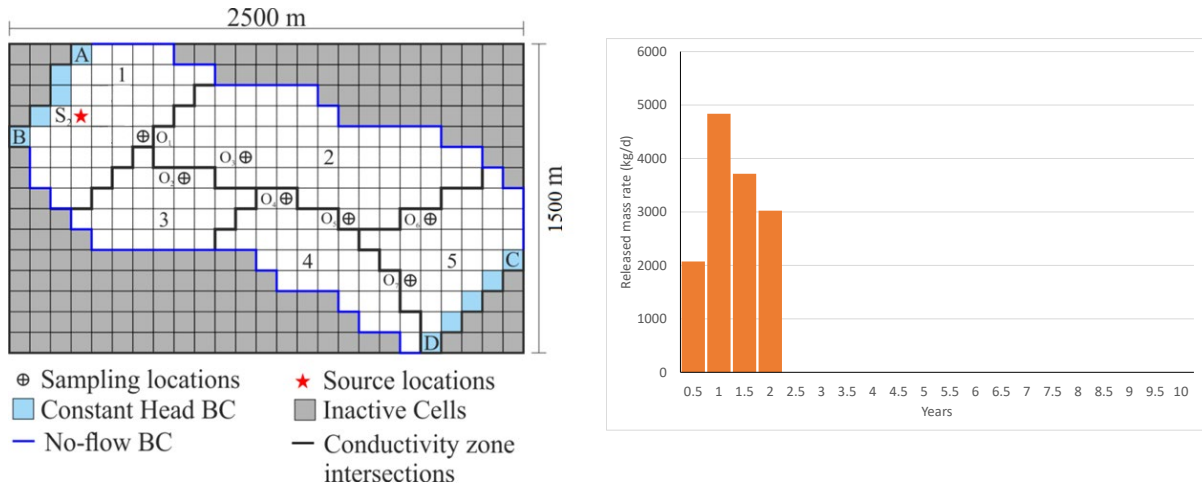 2500 m
1500 m
A
1
S2
B
O1
O3
2
O2
O4
3
O5
O6
4
5
C
O7
D
Sampling locations
Source locations
Constant Head BC
Inactive Cells
No-flow BC
Conductivity zone
intersections
6000
5000
4000
3000
2000
1000
0
Released mass rate (kg/d)
0.5 1 1.5 2 2.5 3 3.5 4 4.5 5 5.5 6 6.5 7 7.5 8 8.5 9 9.5 10
Years